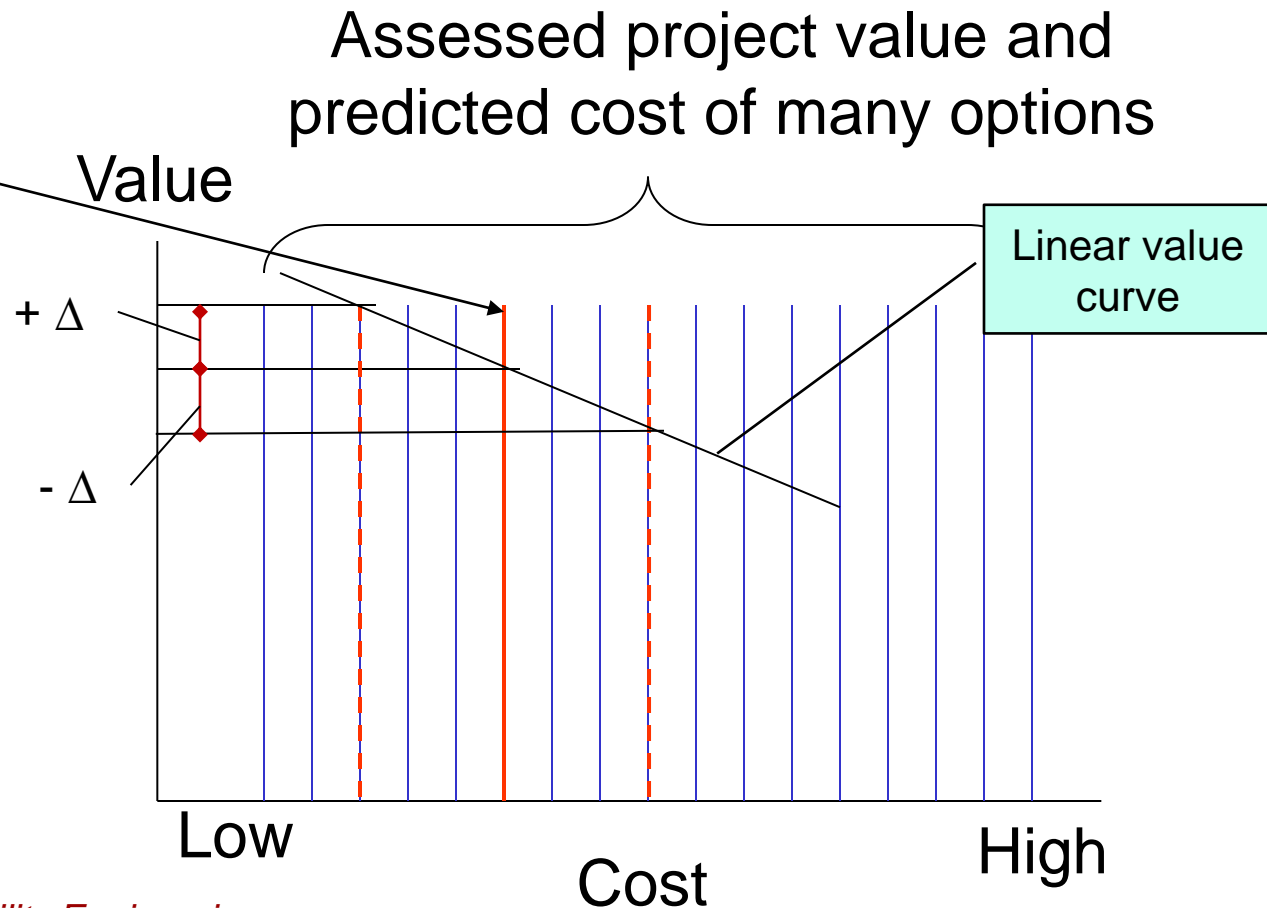 Assessed project value and
predicted cost of many options
Value
Linear value
curve
+ Δ
- Δ
Low
High
Cost